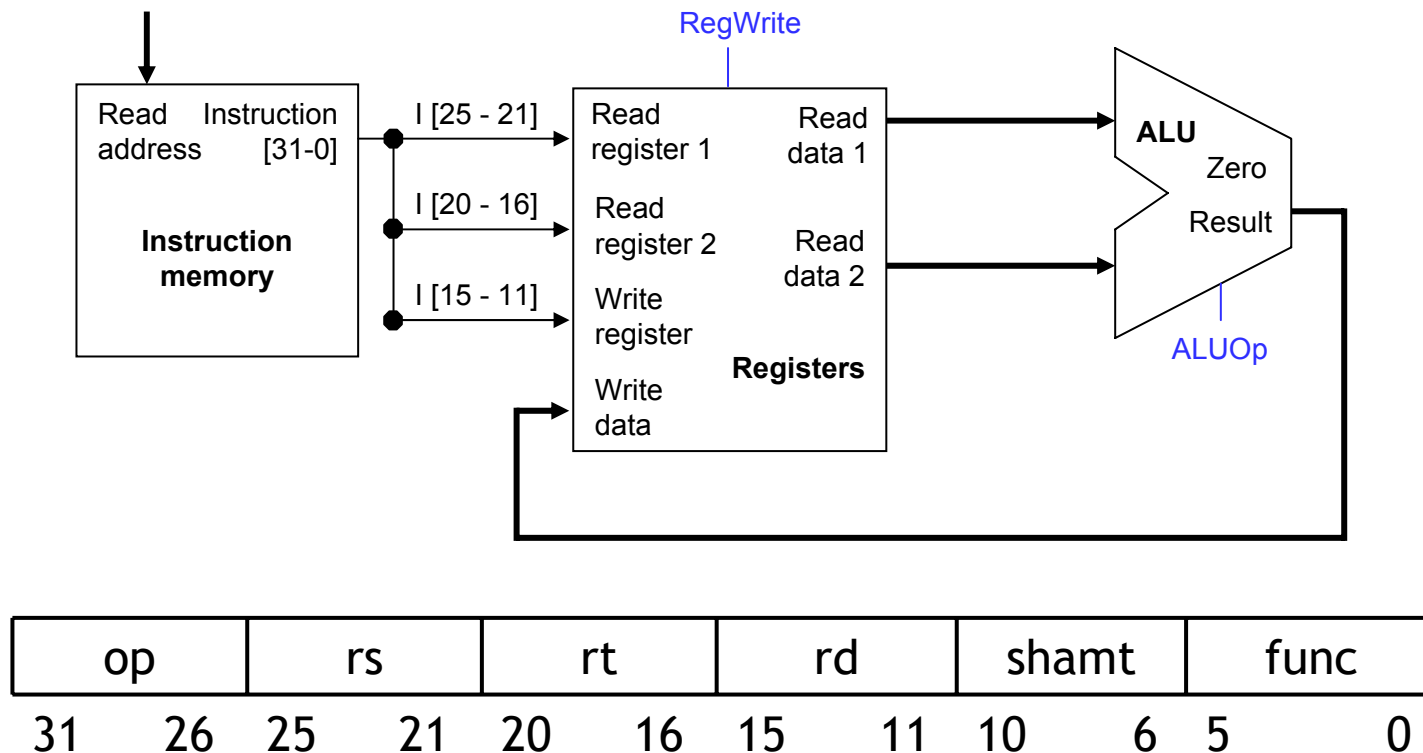 RegWrite
Read address
Instruction [31-0]
Instruction memory
I [25 - 21]
I [20 - 16]
I [15 - 11]
Read register 1
Read register 2
Write register
Write data
Read data 1
Read data 2
Registers
ALU
Zero
Result
ALUOp
op rs rt rd shamt func
31 26 25 21 20 16 15 11 10 6 5 0